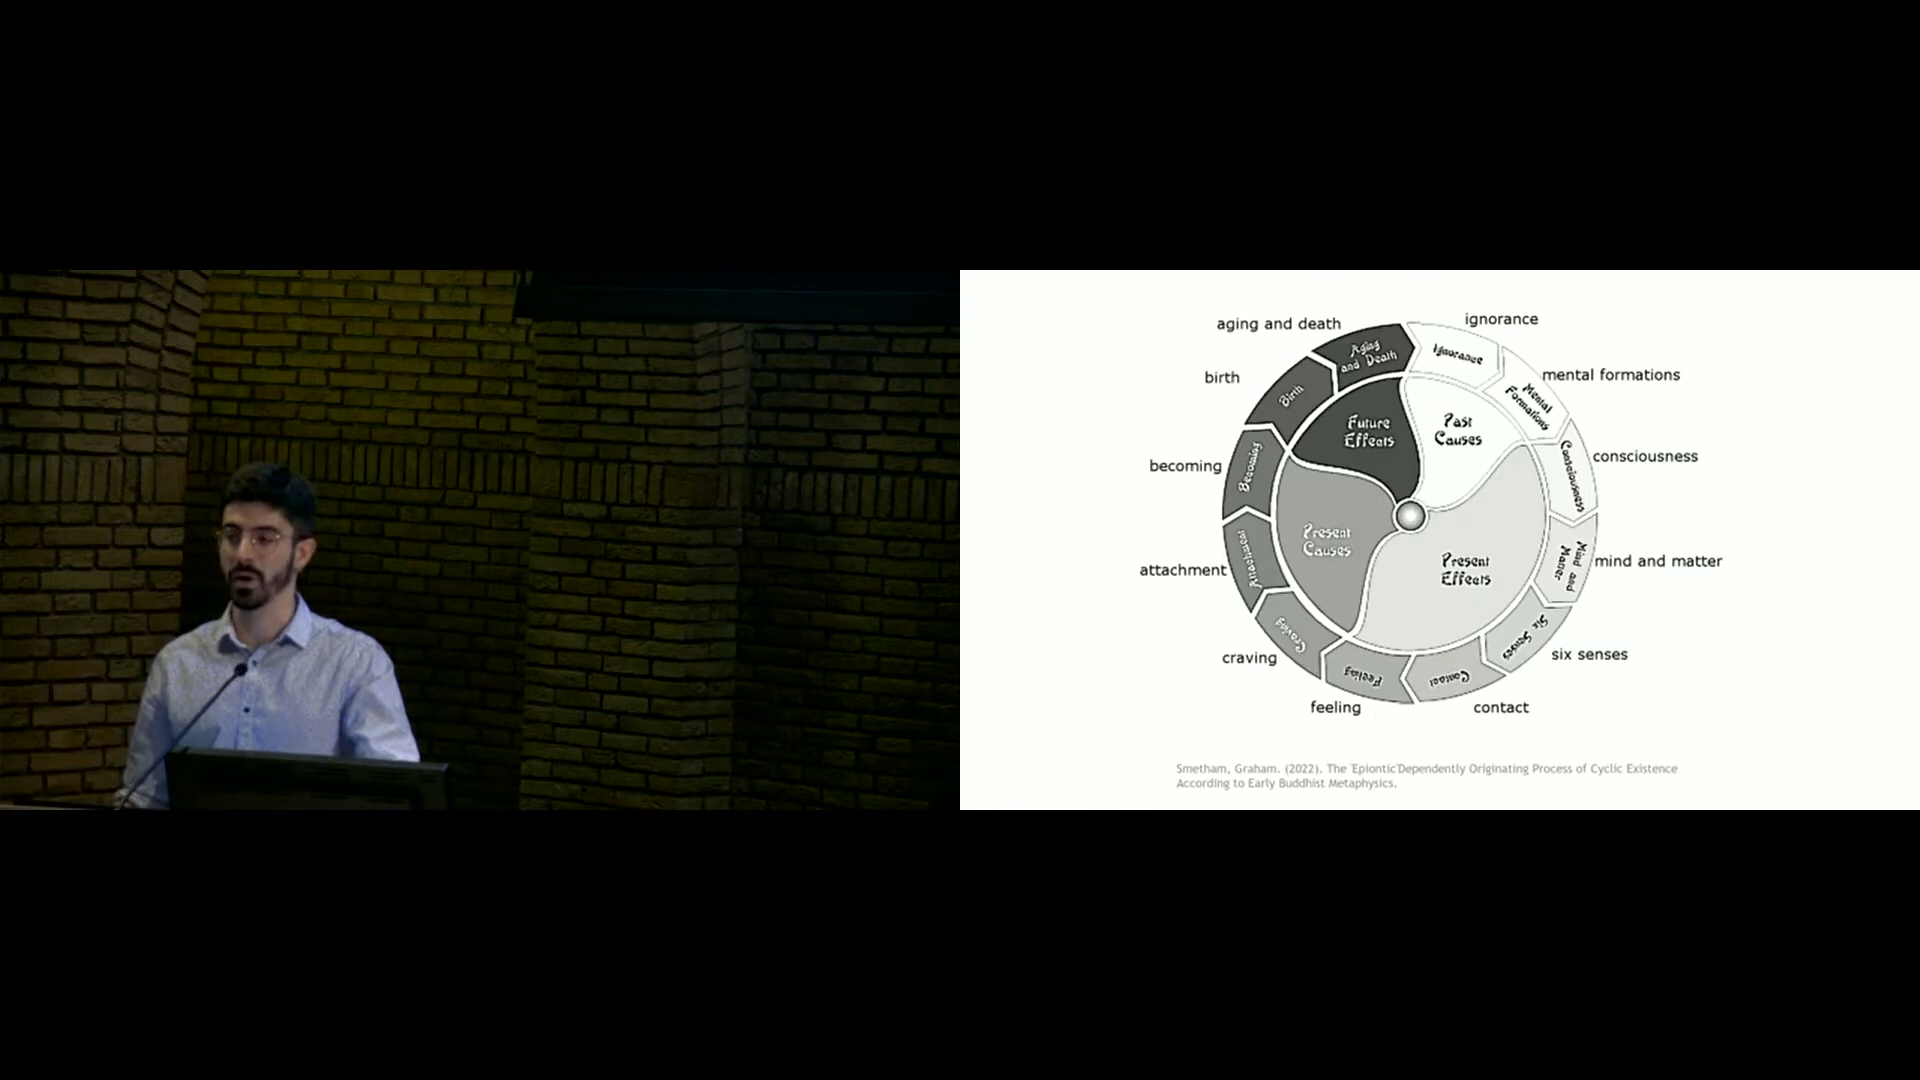 aging and death
ignorance
birth
mental formations
becoming
consciousness
attachment
mind and matter
craving
six senses
feeling
contact
Aging
and Death
Ignorance
Birth
Mental
Formations
Becoming
Consciousness
Attachment
Mind and
Matter
Craving
Six Senses
Feeling
Contact
Future
Effects
Past
Causes
Present
Causes
Present
Effects
Smetham, Graham. (2022). The 'Epiontic'Dependently Originating Process of Cyclic Existence
According to Early Buddhist Metaphysics.